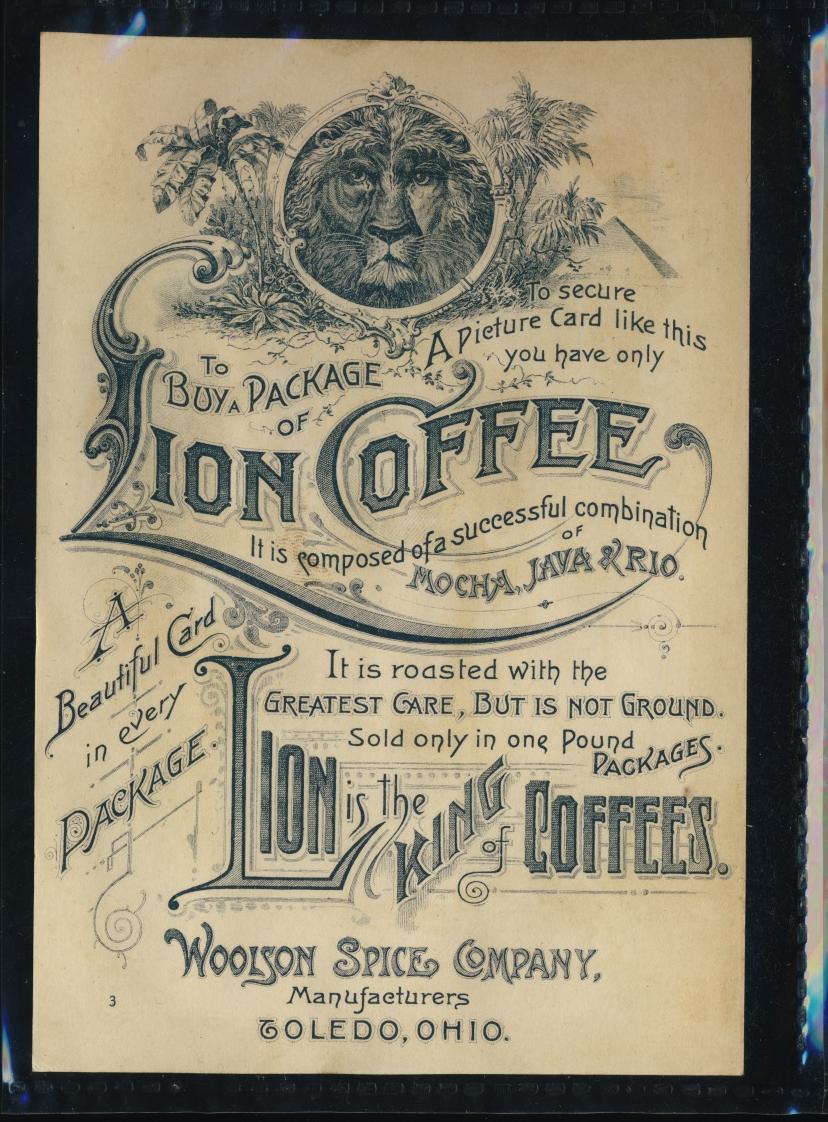 To secure
A Picture Card like this
you have only
To
Buy a Package
of
Lion Coffee
It is composed of a successful combination
of
Mocha, Java & Rio.
A
Beautiful Card
in every
Package.
It is roasted with the
Greatest Care, But is not Ground.
Sold only in one Pound
Packages.
Lion is the King of Coffees.
Woolson Spice Company,
Manufacturers
Toledo, Ohio.
3